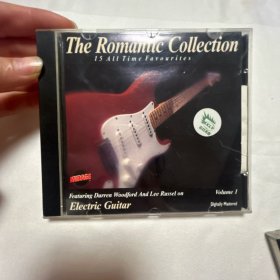 The Romantic Collection
15 All Time Favourites
MIRAGE
Featuring Darren Woodford And Lee Russel on
Volume 1
Electric Guitar
Digitally Mastered